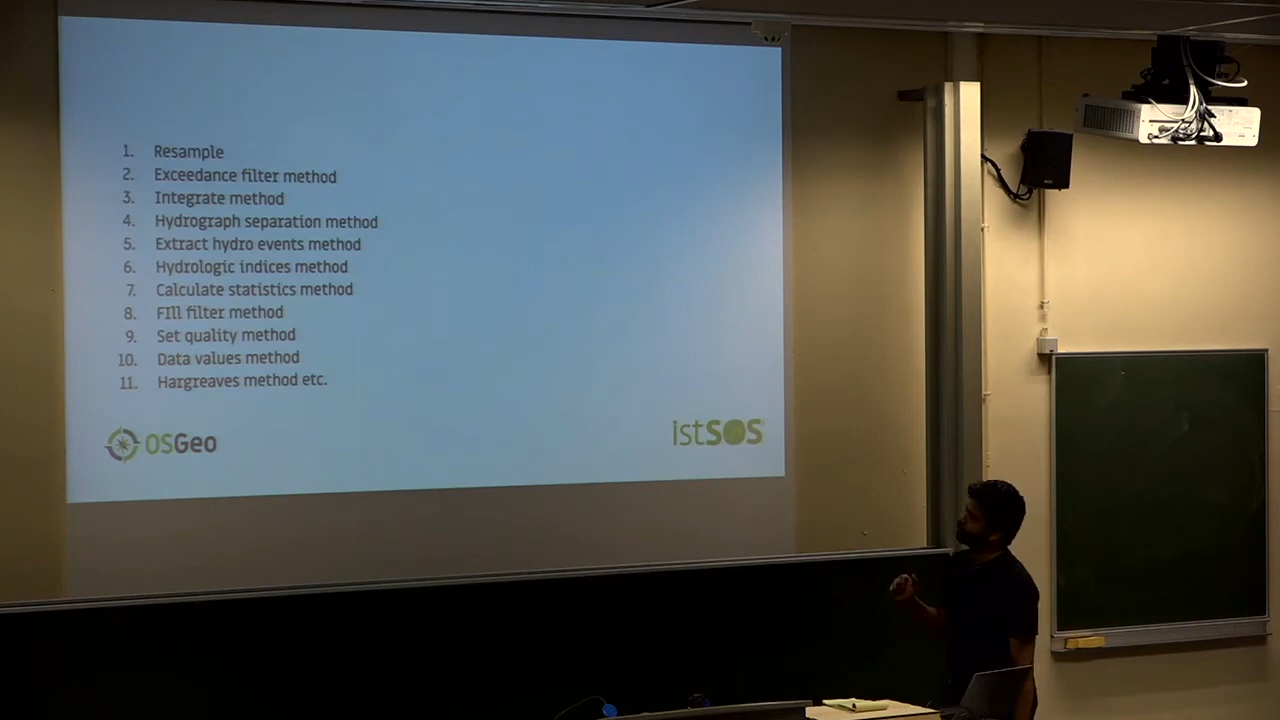 1. Resample
2. Exceedance filter method
3. Integrate method
4. Hydrograph separation method
5. Extract hydro events method
6. Hydrologic indices method
7. Calculate statistics method
8. FIll filter method
9. Set quality method
10. Data values method
11. Hargreaves method etc.
OSGeo
istSOS